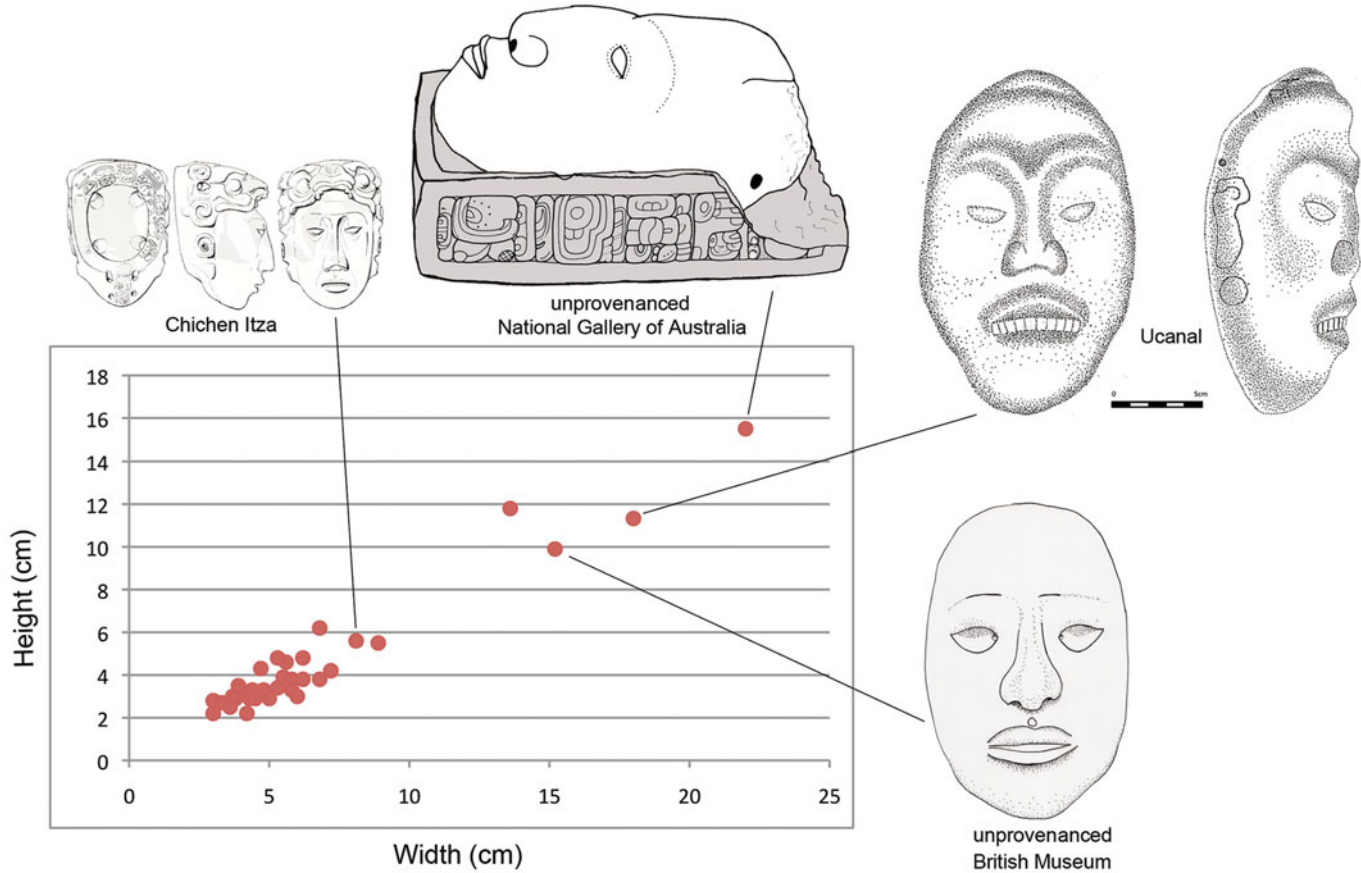 Chichen Itza
unprovenanced
National Gallery of Australia
Ucanal
0 5cm
Height (cm)
18
16
14
12
10
8
6
4
2
0
0 5 10 15 20 25
Width (cm)
unprovenanced
British Museum